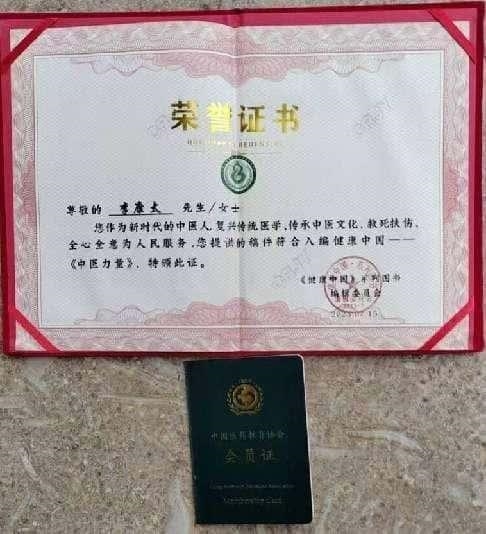 荣誉证书
尊敬的 李康大 先生/女士
您作为新时代的中医人,复兴传统医学,传承中医文化,救死扶伤,
全心全意为人民服务,您提供的稿件符合入编健康中国——
《中医力量》、特颁此证。
《健康中国》系列图书
编辑委员会
中国医药教育协会
会员证
Membership Card